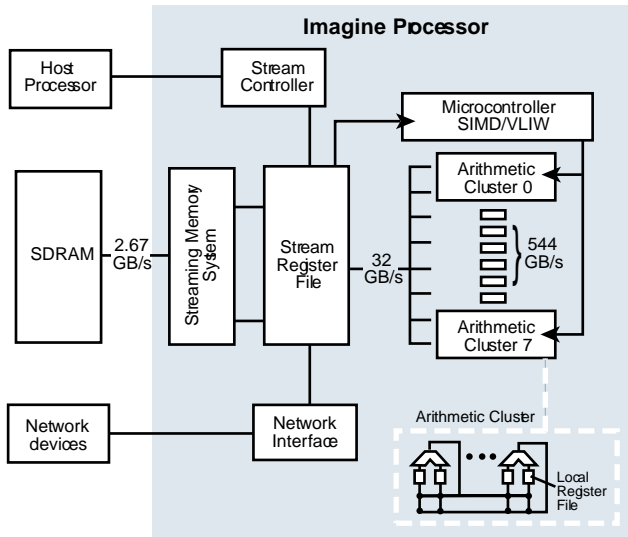 Imagine Processor
Host
Processor
Stream
Controller
Microcontroller
SIMD/VLIW
SDRAM
2.67
GB/s
Streaming Memory
System
Stream
Register
File
32
GB/s
Arithmetic
Cluster 0
544
GB/s
Arithmetic
Cluster 7
Network
devices
Network
Interface
Arithmetic Cluster
Local
Register
File